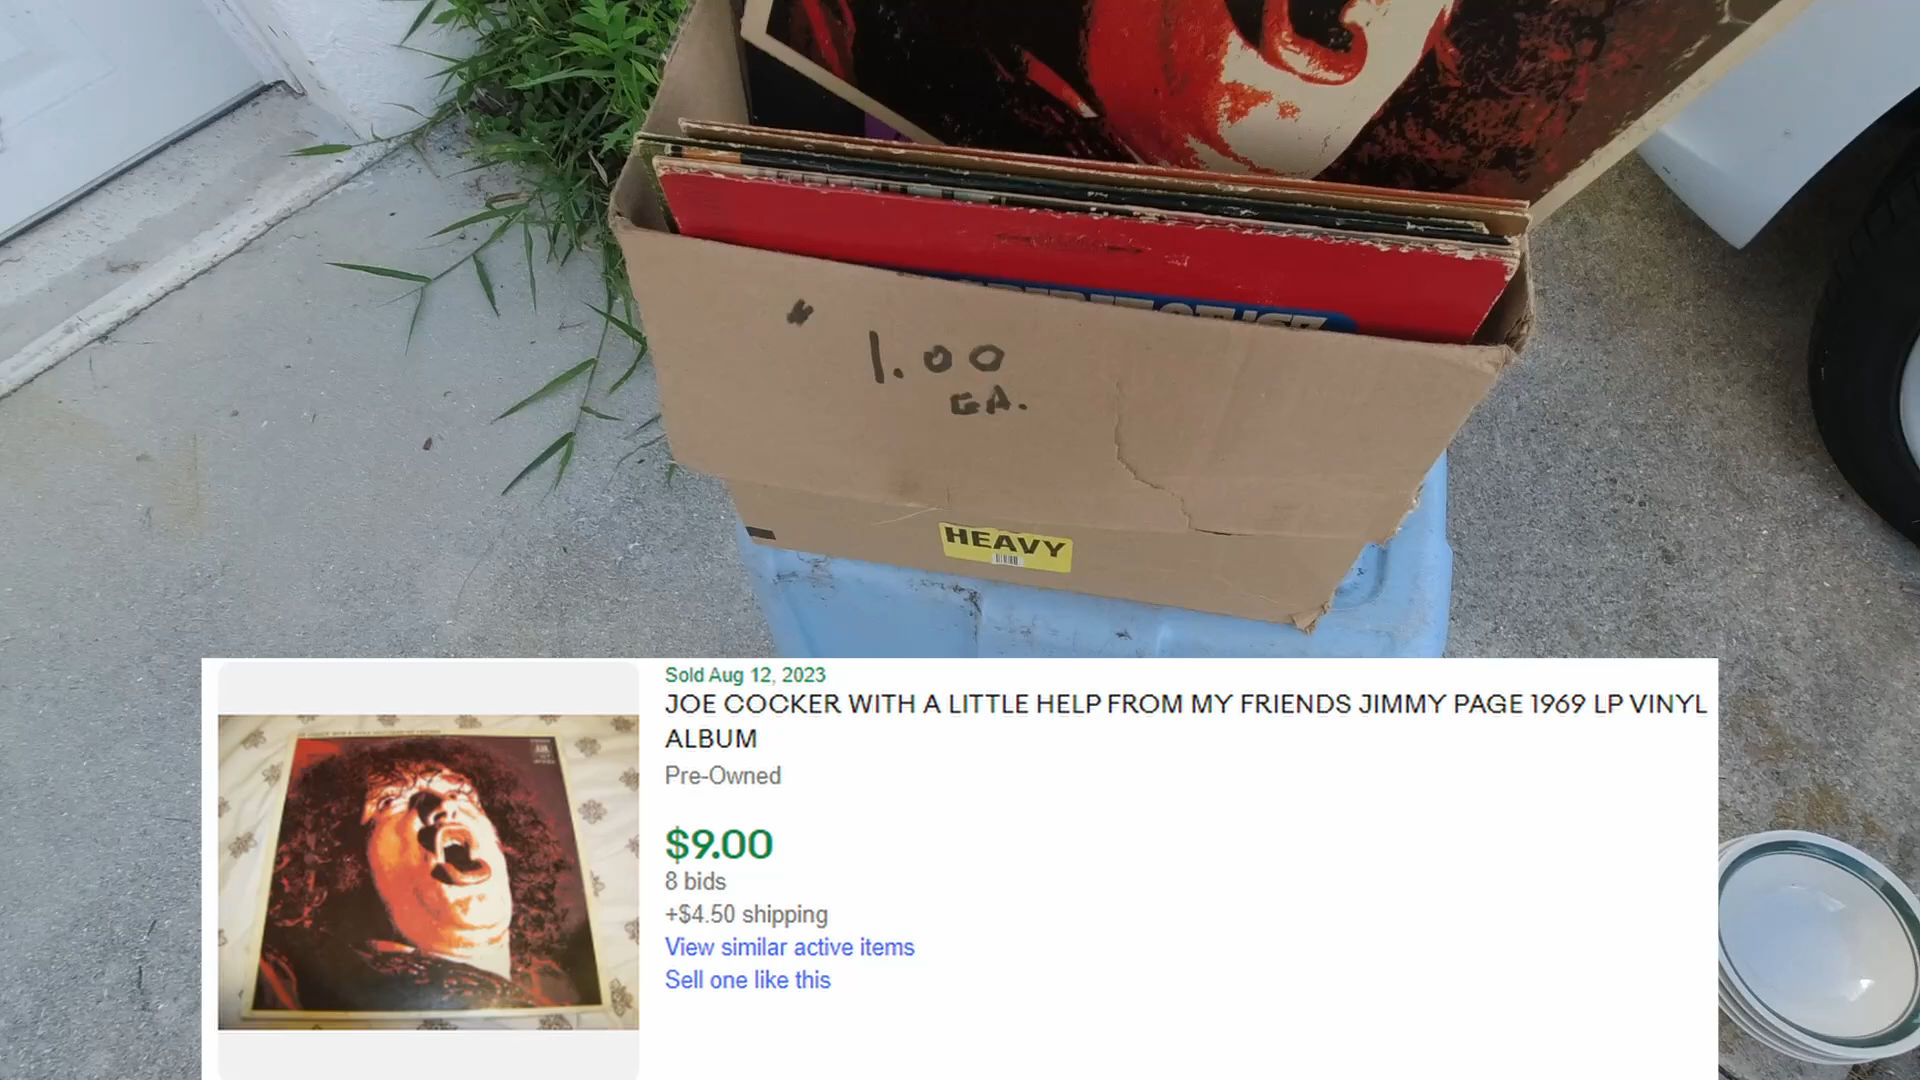 1.00
EA.
HEAVY
Sold Aug 12, 2023
JOE COCKER WITH A LITTLE HELP FROM MY FRIENDS JIMMY PAGE 1969 LP VINYL
ALBUM
Pre-Owned
$9.00
8 bids
+$4.50 shipping
View similar active items
Sell one like this